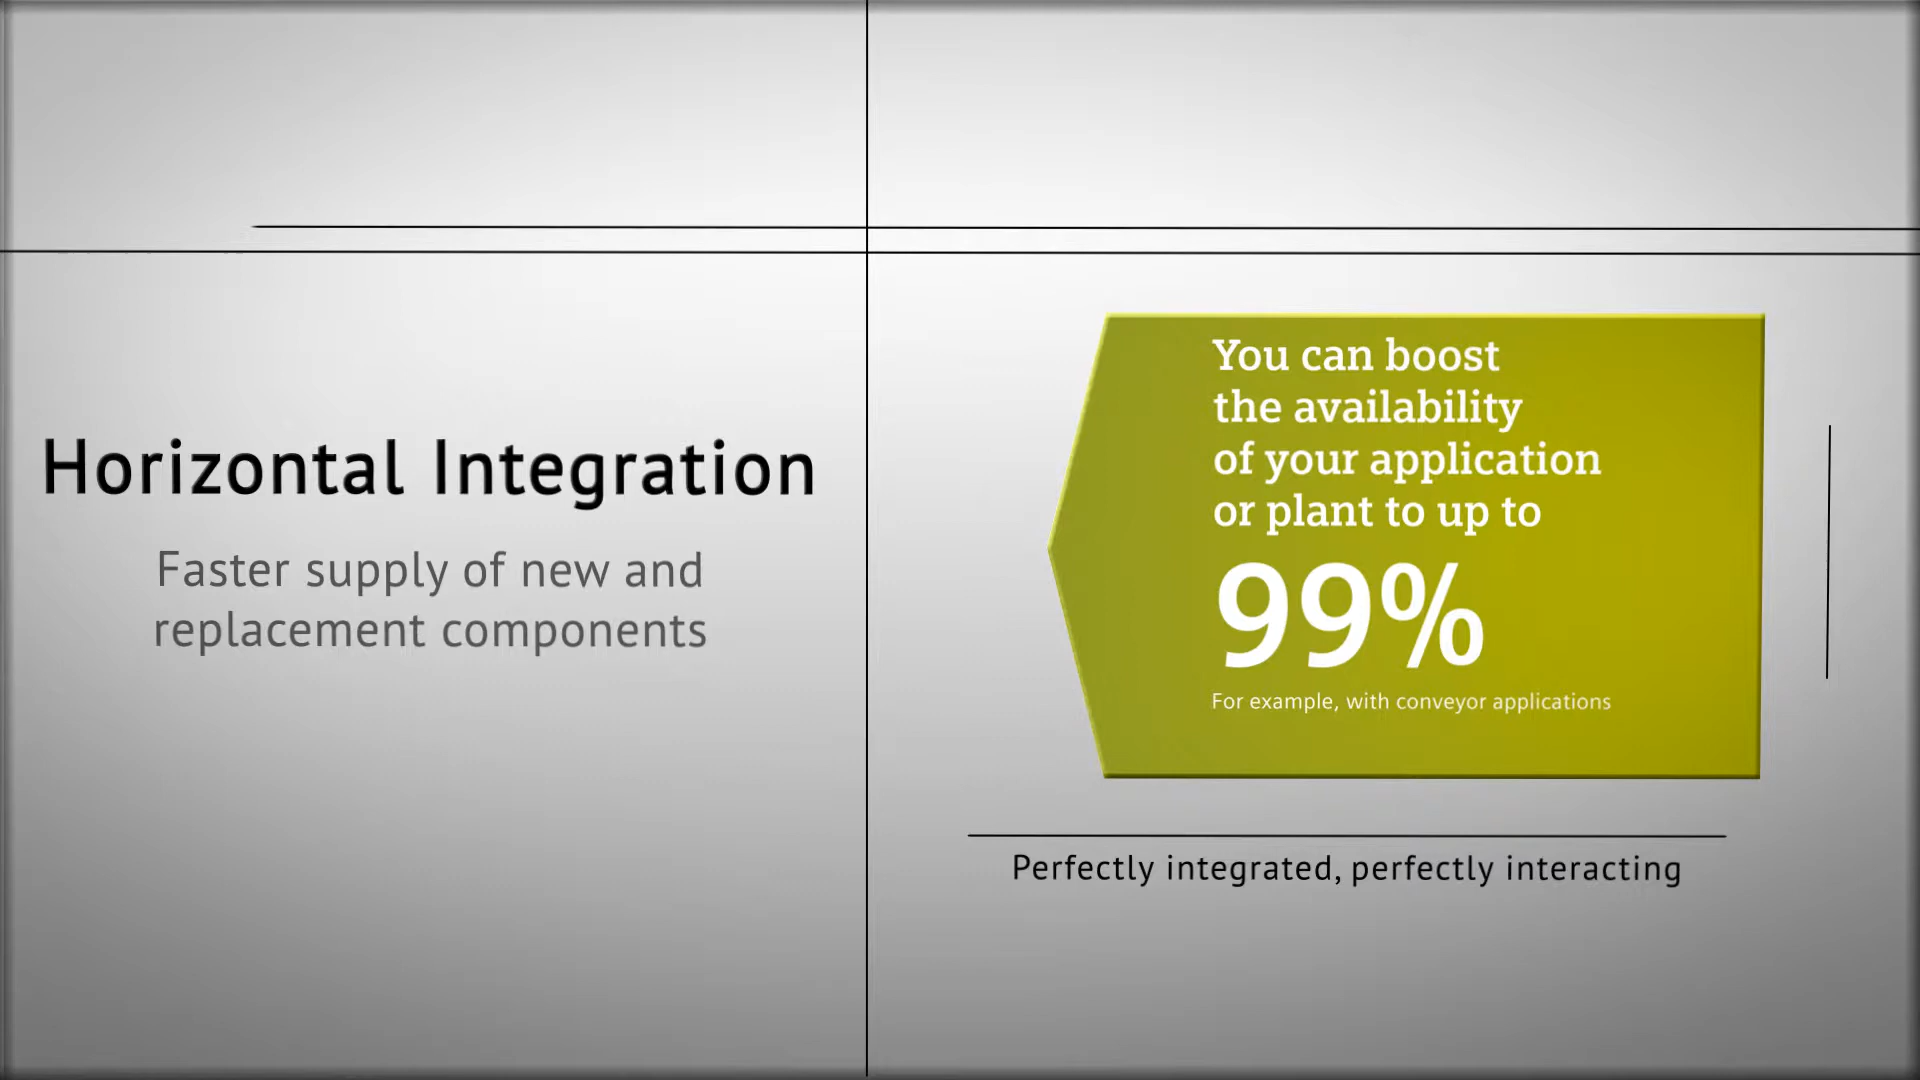 Horizontal Integration
Faster supply of new and
replacement components
You can boost
the availability
of your application
or plant to up to
99%
For example, with conveyor applications
Perfectly integrated, perfectly interacting